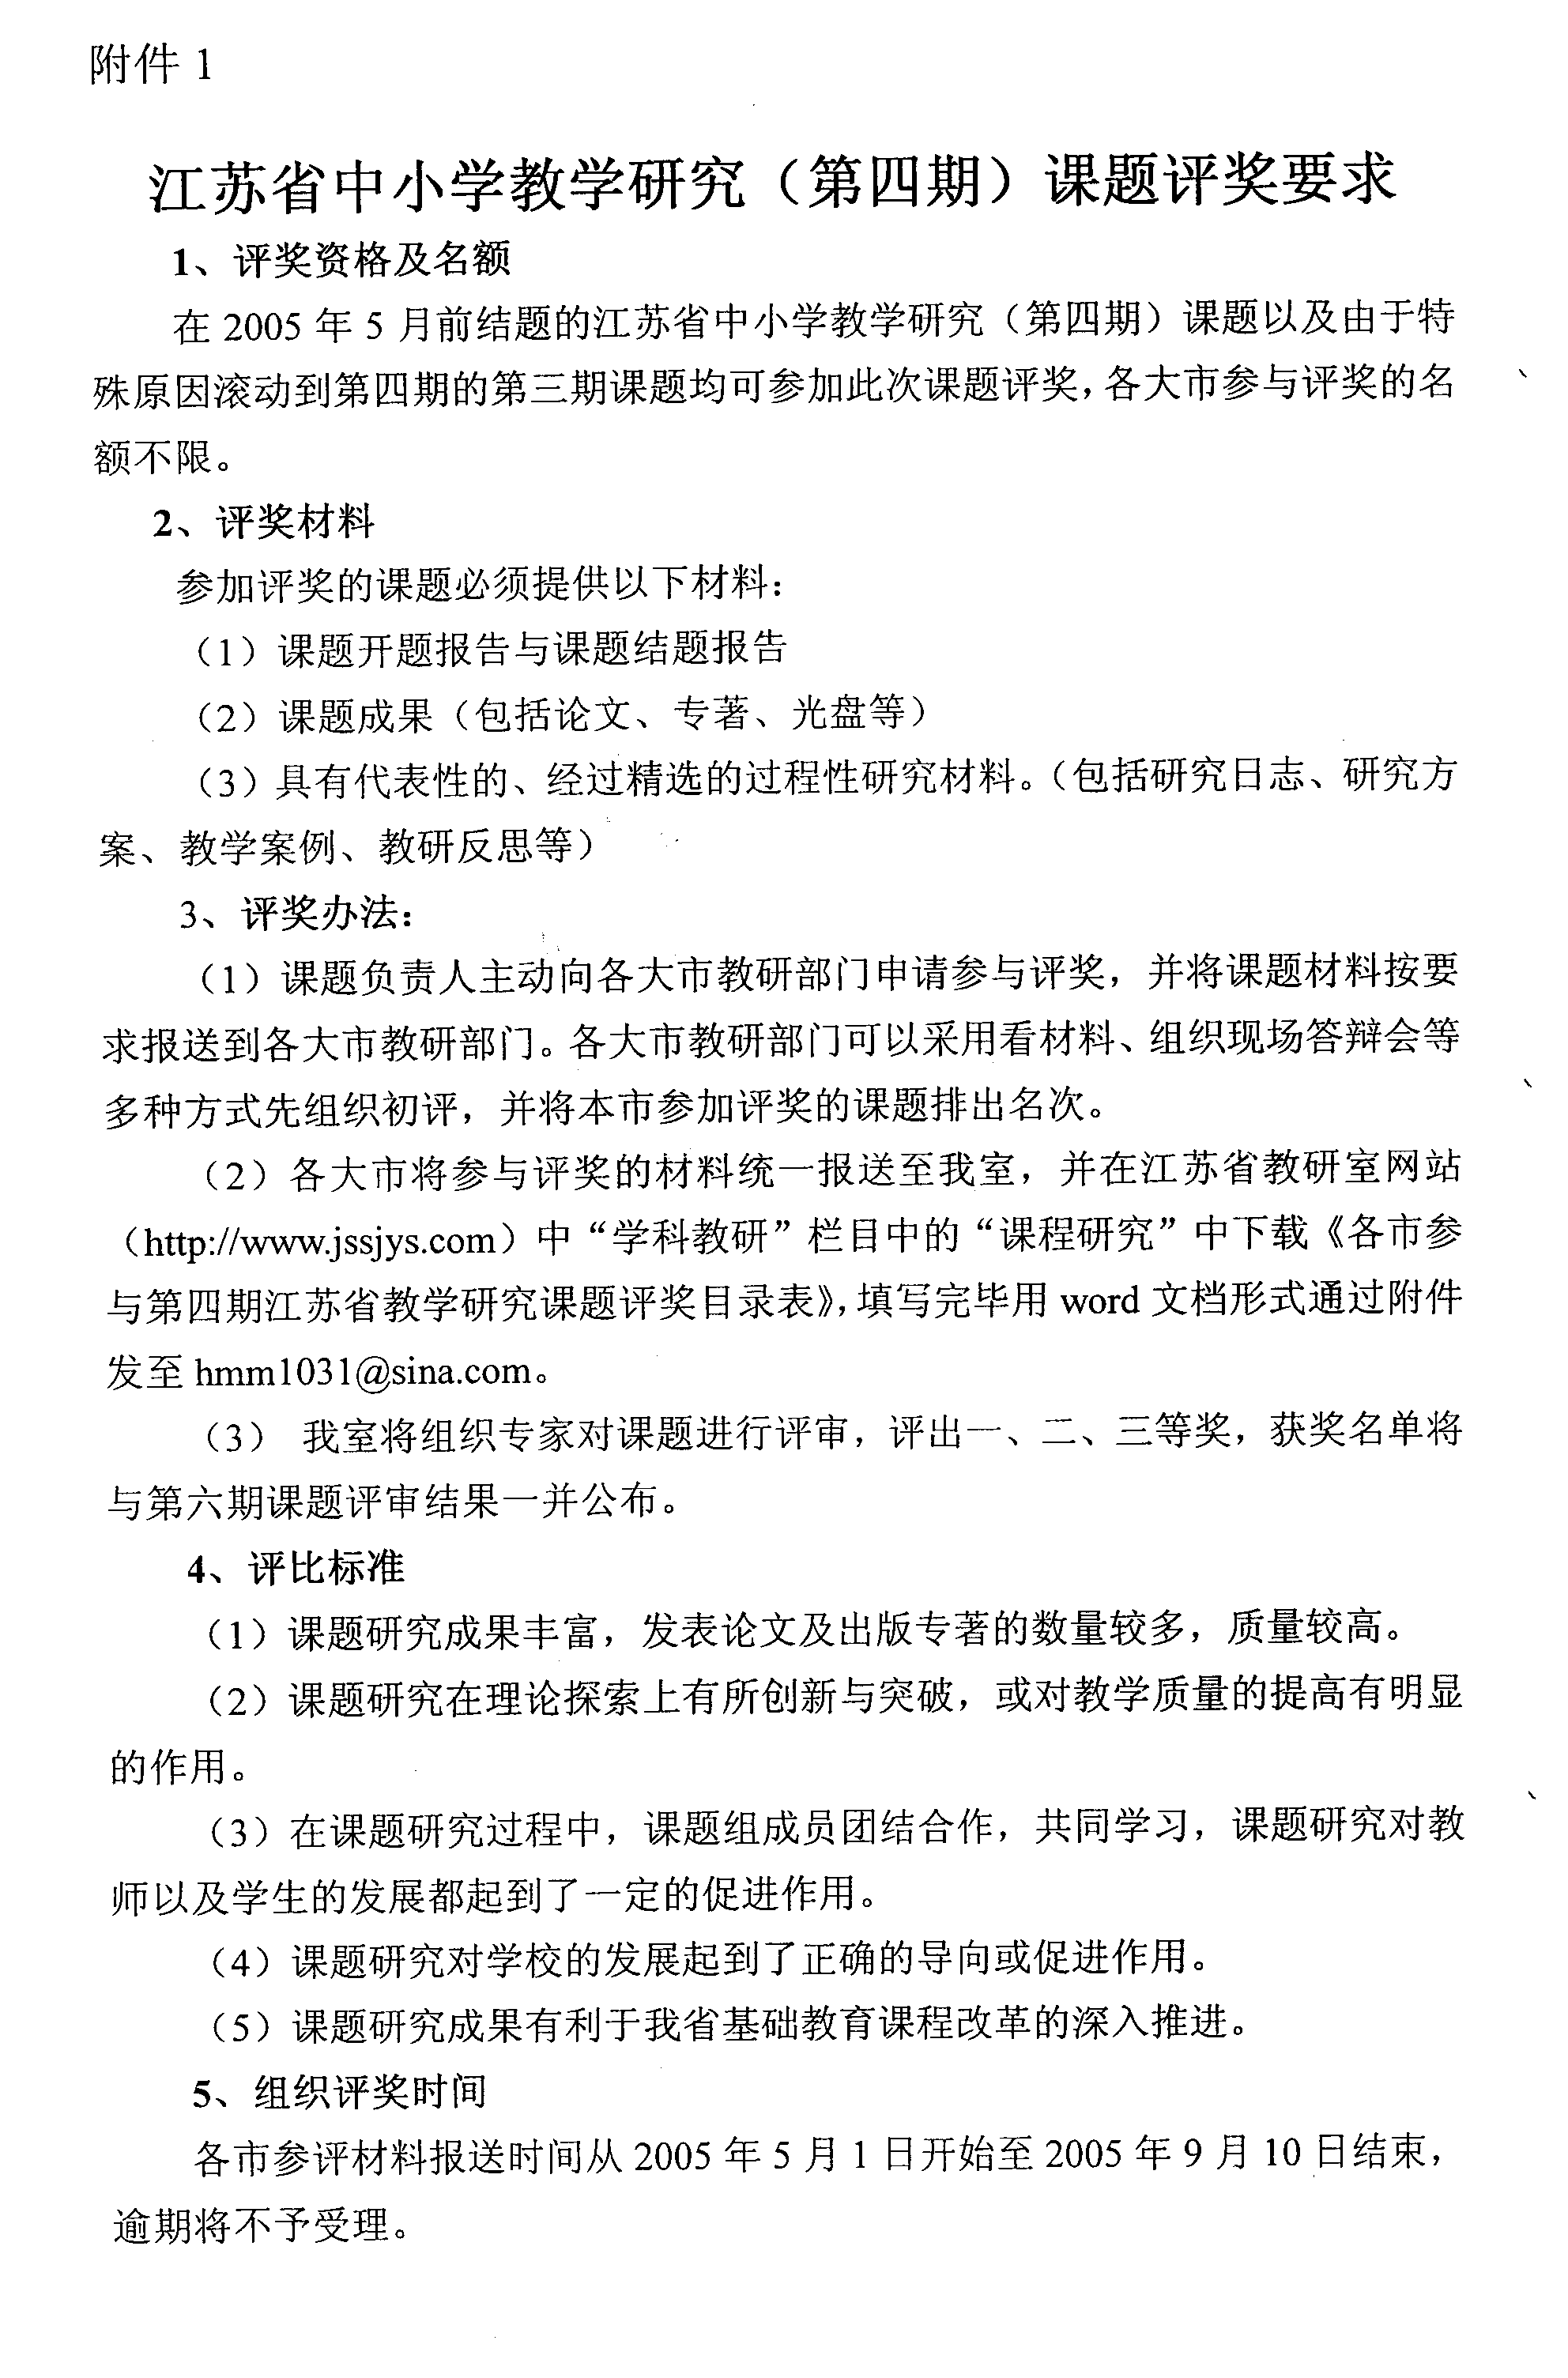 附件 1
江苏省中小学教学研究（第四期）课题评奖要求
1、评奖资格及名额
在 2005 年 5 月前结题的江苏省中小学教学研究（第四期）课题以及由于特
殊原因滚动到第四期的第三期课题均可参加此次课题评奖，各大市参与评奖的名
额不限。
2、评奖材料
参加评奖的课题必须提供以下材料：
（1）课题开题报告与课题结题报告
（2）课题成果（包括论文、专著、光盘等）
（3）具有代表性的、经过精选的过程性研究材料。（包括研究日志、研究方
案、教学案例、教研反思等）
3、评奖办法：
（1）课题负责人主动向各大市教研部门申请参与评奖，并将课题材料按要
求报送到各大市教研部门。各大市教研部门可以采用看材料、组织现场答辩会等
多种方式先组织初评，并将本市参加评奖的课题排出名次。
（2）各大市将参与评奖的材料统一报送至我室，并在江苏省教研室网站
（http://www.jssjys.com）中“学科教研”栏目中的“课程研究”中下载《各市参
与第四期江苏省教学研究课题评奖目录表》，填写完毕用 word 文档形式通过附件
发至 hmm1031@sina.com。
（3） 我室将组织专家对课题进行评审，评出一、二、三等奖，获奖名单将
与第六期课题评审结果一并公布。
4、评比标准
（1）课题研究成果丰富，发表论文及出版专著的数量较多，质量较高。
（2）课题研究在理论探索上有所创新与突破，或对教学质量的提高有明显
的作用。
（3）在课题研究过程中，课题组成员团结合作，共同学习，课题研究对教
师以及学生的发展都起到了一定的促进作用。
（4）课题研究对学校的发展起到了正确的导向或促进作用。
（5）课题研究成果有利于我省基础教育课程改革的深入推进。
5、组织评奖时间
各市参评材料报送时间从 2005 年 5 月 1 日开始至 2005 年 9 月 10 日结束，
逾期将不予受理。